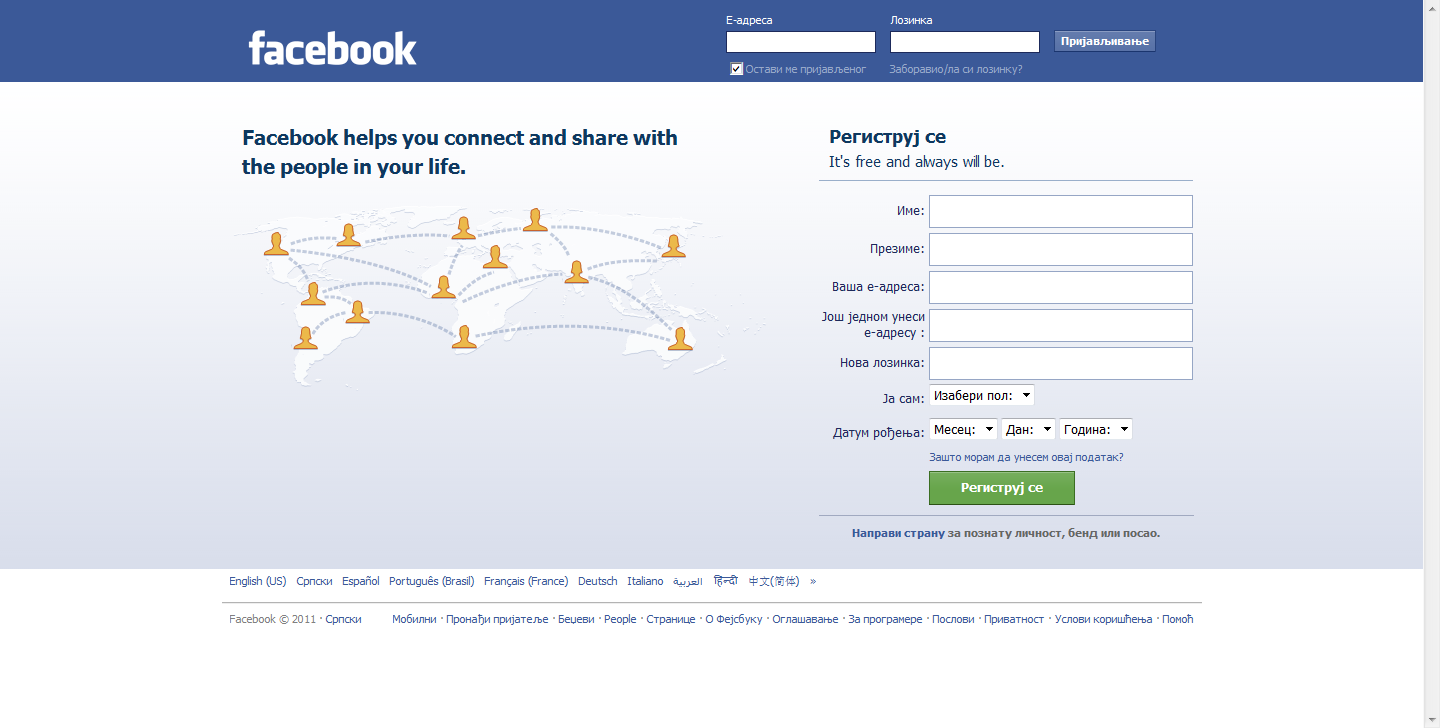 facebook
Е-адреса
Лозинка
Пријављивање
Остави ме пријављеног
Заборавио/ла си лозинку?
Facebook helps you connect and share with
the people in your life.
Региструј се
It's free and always will be.
Име:
Презиме:
Ваша е-адреса:
Још једном унеси
е-адресу :
Нова лозинка:
Ја сам: Изабери пол:
Датум рођења: Месец: Дан: Година:
Зашто морам да унесем овај податак?
Региструј се
Направи страну за познату личност, бенд или посао.
English (US) Српски Español Português (Brasil) Français (France) Deutsch Italiano العربية हिन्दी 中文(简体) »
Facebook © 2011 · Српски Мобилни · Пронађи пријатеље · Беџеви · People · Странице · О Фејсбуку · Оглашавање · За програмере · Послови · Приватност · Услови коришћења · Помоћ